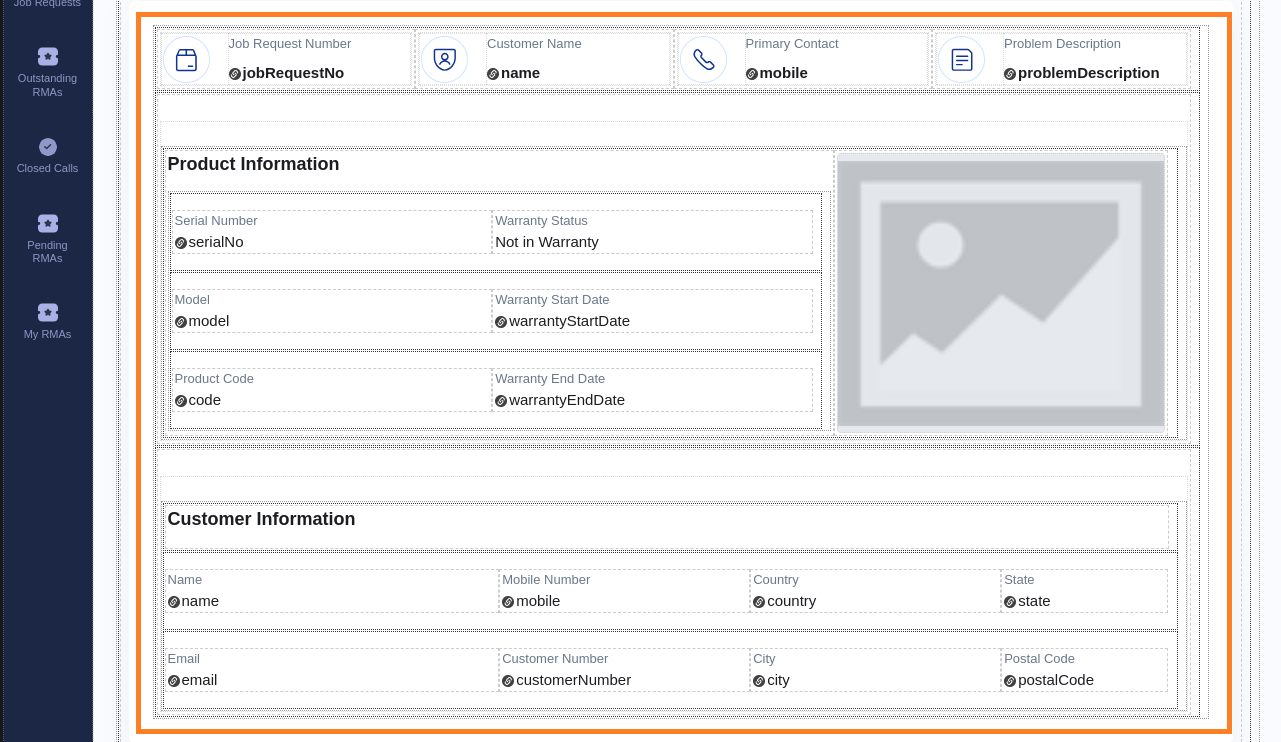 Job Requests
Outstanding
RMAs
Closed Calls
Pending
RMAs
My RMAs
Job Request Number
jobRequestNo
Customer Name
name
Primary Contact
mobile
Problem Description
problemDescription
Product Information
Serial Number
serialNo
Warranty Status
Not in Warranty
Model
model
Warranty Start Date
warrantyStartDate
Product Code
code
Warranty End Date
warrantyEndDate
Customer Information
Name
name
Mobile Number
mobile
Country
country
State
state
Email
email
Customer Number
customerNumber
City
city
Postal Code
postalCode